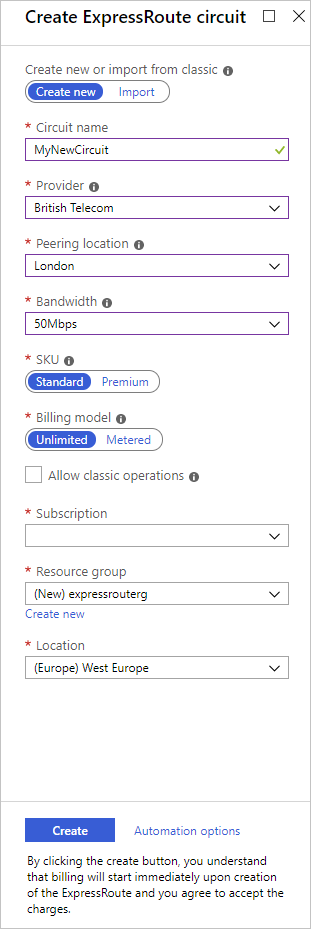 Create ExpressRoute circuit
Create new or import from classic
Create new Import
* Circuit name
MyNewCircuit
* Provider
British Telecom
* Peering location
London
* Bandwidth
50Mbps
* SKU
Standard Premium
* Billing model
Unlimited Metered
Allow classic operations
* Subscription
* Resource group
(New) expressrouterg
Create new
* Location
(Europe) West Europe
Create Automation options
By clicking the create button, you understand
that billing will start immediately upon creation
of the ExpressRoute and you agree to accept the
charges.